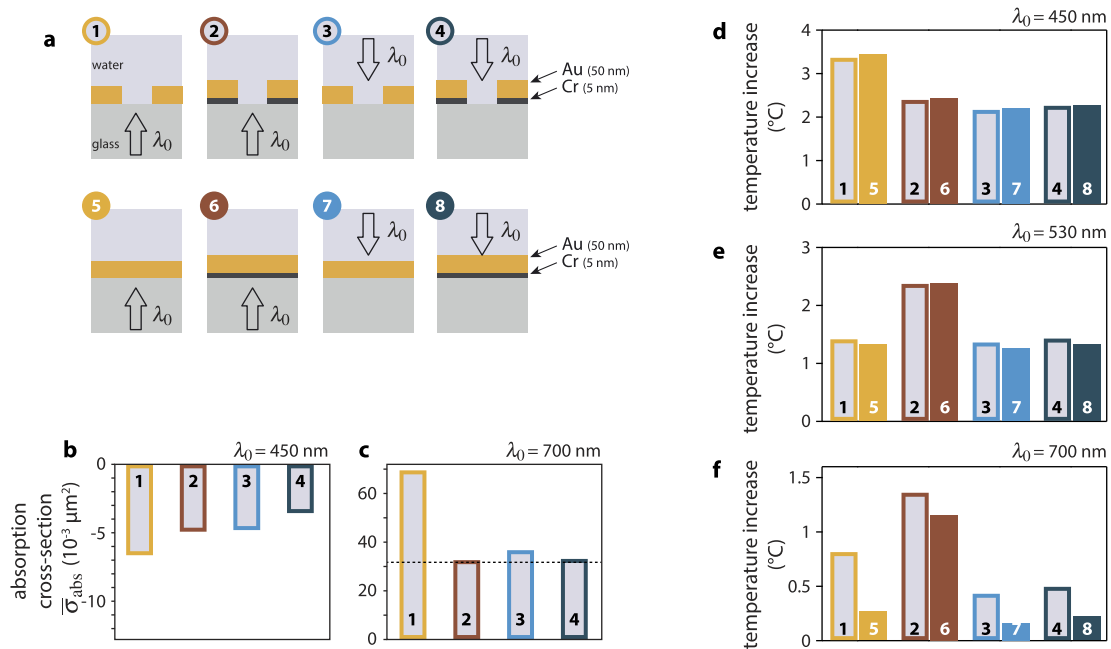 a
1
2
3
4
water
glass
λ0
λ0
λ0
λ0
Au (50 nm)
Cr (5 nm)
5
6
7
8
λ0
λ0
λ0
λ0
Au (50 nm)
Cr (5 nm)
b
λ0 = 450 nm
absorption
cross-section
σabs (10⁻³ µm²)
0
-5
-10
1
2
3
4
c
λ0 = 700 nm
60
40
20
0
1
2
3
4
d
λ0 = 450 nm
temperature increase
(°C)
4
3
2
1
0
1 5 2 6 3 7 4 8
e
λ0 = 530 nm
temperature increase
(°C)
3
2
1
0
1 5 2 6 3 7 4 8
f
λ0 = 700 nm
temperature increase
(°C)
1.5
1
0.5
0
1 5 2 6 3 7 4 8